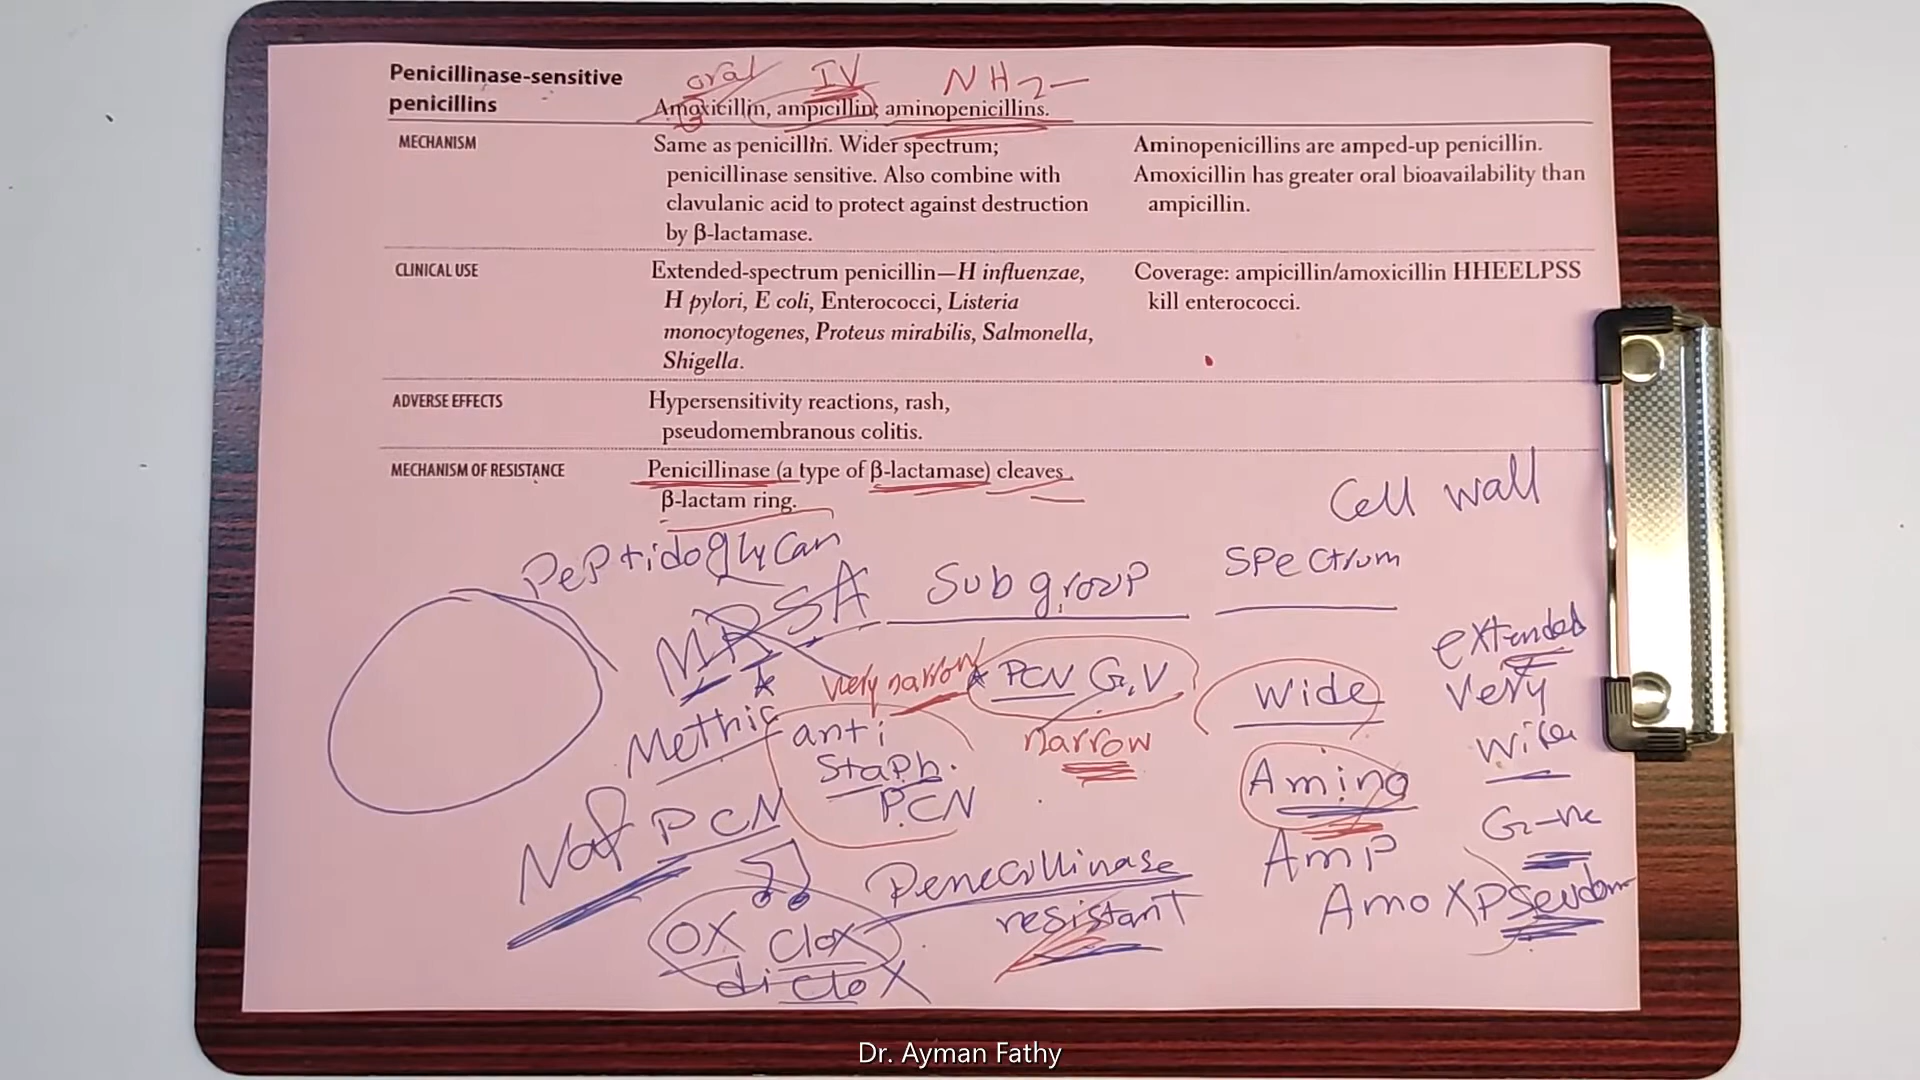 Penicillinase-sensitive
penicillins
oral IV NH2-
Amoxicillin, ampicillin; aminopenicillins.
MECHANISM
Same as penicillin. Wider spectrum;
penicillinase sensitive. Also combine with
clavulanic acid to protect against destruction
by β-lactamase.
Aminopenicillins are amped-up penicillin.
Amoxicillin has greater oral bioavailability than
ampicillin.
CLINICAL USE
Extended-spectrum penicillin—H influenzae,
H pylori, E coli, Enterococci, Listeria
monocytogenes, Proteus mirabilis, Salmonella,
Shigella.
Coverage: ampicillin/amoxicillin HHEELPSS
kill enterococci.
ADVERSE EFFECTS
Hypersensitivity reactions, rash,
pseudomembranous colitis.
MECHANISM OF RESISTANCE
Penicillinase (a type of β-lactamase) cleaves
β-lactam ring.
Cell wall
Peptidoglycan
MRSA
Subgroup
Spectrum
very narrow
PCN G,V
narrow
Wide
extended
very
Methic
anti
Staph.
PCN
Amino
Amp
Amox
G-ve
Naf PCN
Penecillinase
resistant
OX Clox
diclox
Dr. Ayman Fathy